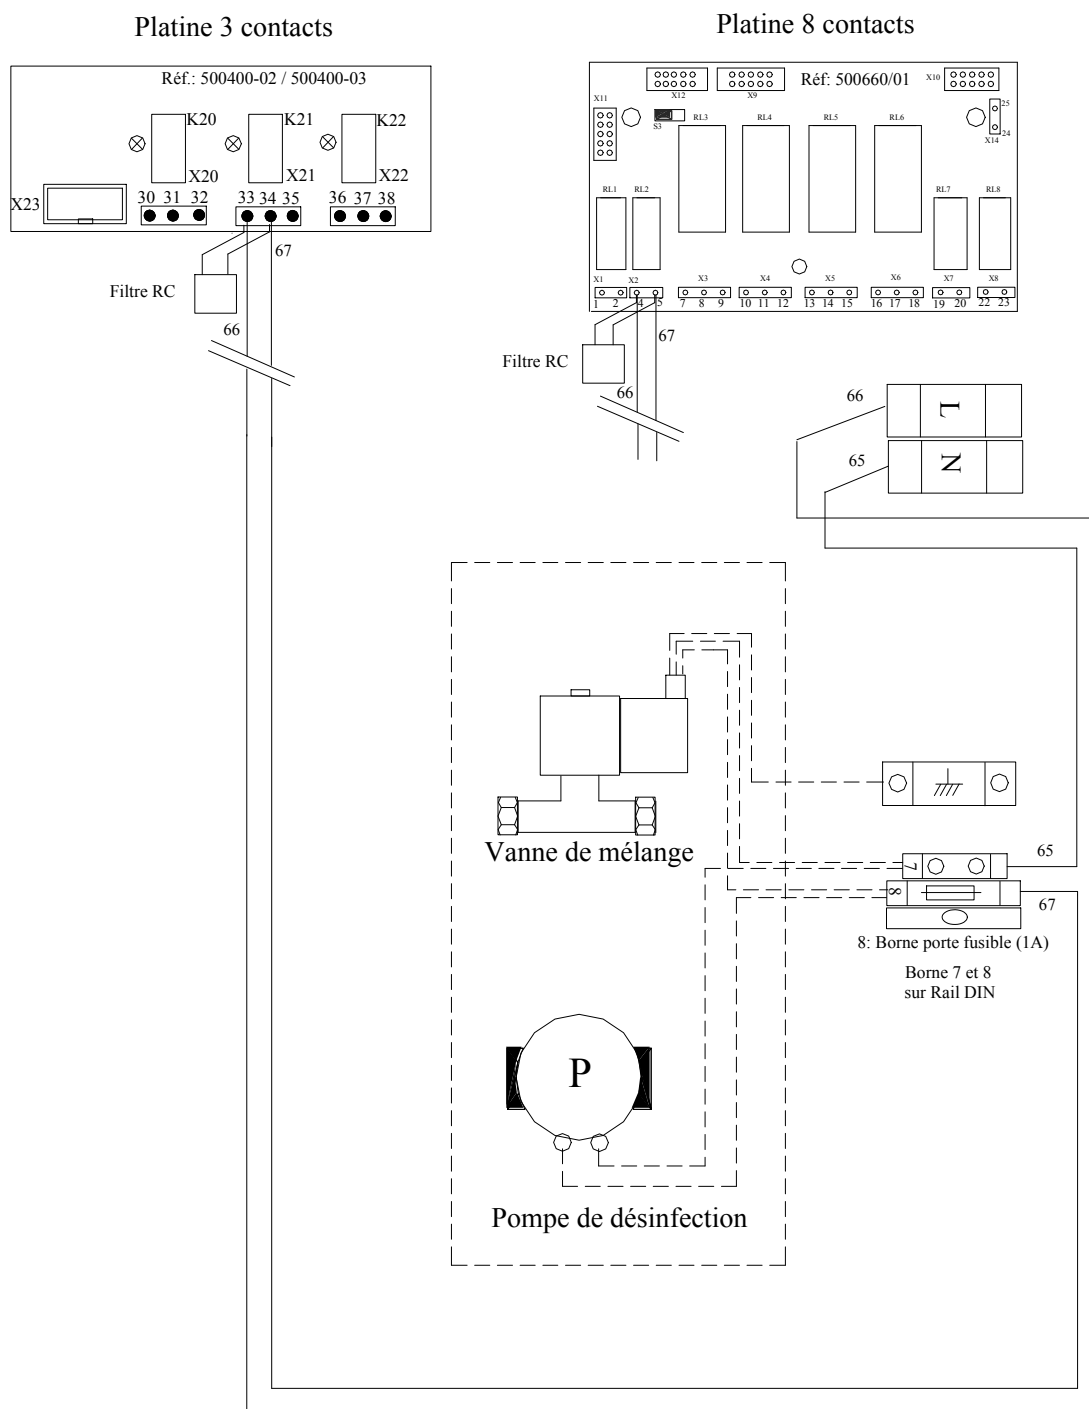 Platine 3 contacts
Platine 8 contacts
Réf.: 500400-02 / 500400-03
K20 K21 K22
X20 X21 X22
X23
30 31 32 33 34 35 36 37 38
67
Filtre RC
66
X12 X9 Réf: 500660/01 X10
X11
S3 RL3 RL4 RL5 RL6
25
24
X14
RL1 RL2 RL7 RL8
X1 X2 X3 X4 X5 X6 X7 X8
1 2 4 5 7 8 9 10 11 12 13 14 15 16 17 18 19 20 22 23
67
Filtre RC
66
66 L
65 N
Vanne de mélange
7 65
8 67
8: Borne porte fusible (1A)
Borne 7 et 8
sur Rail DIN
P
Pompe de désinfection